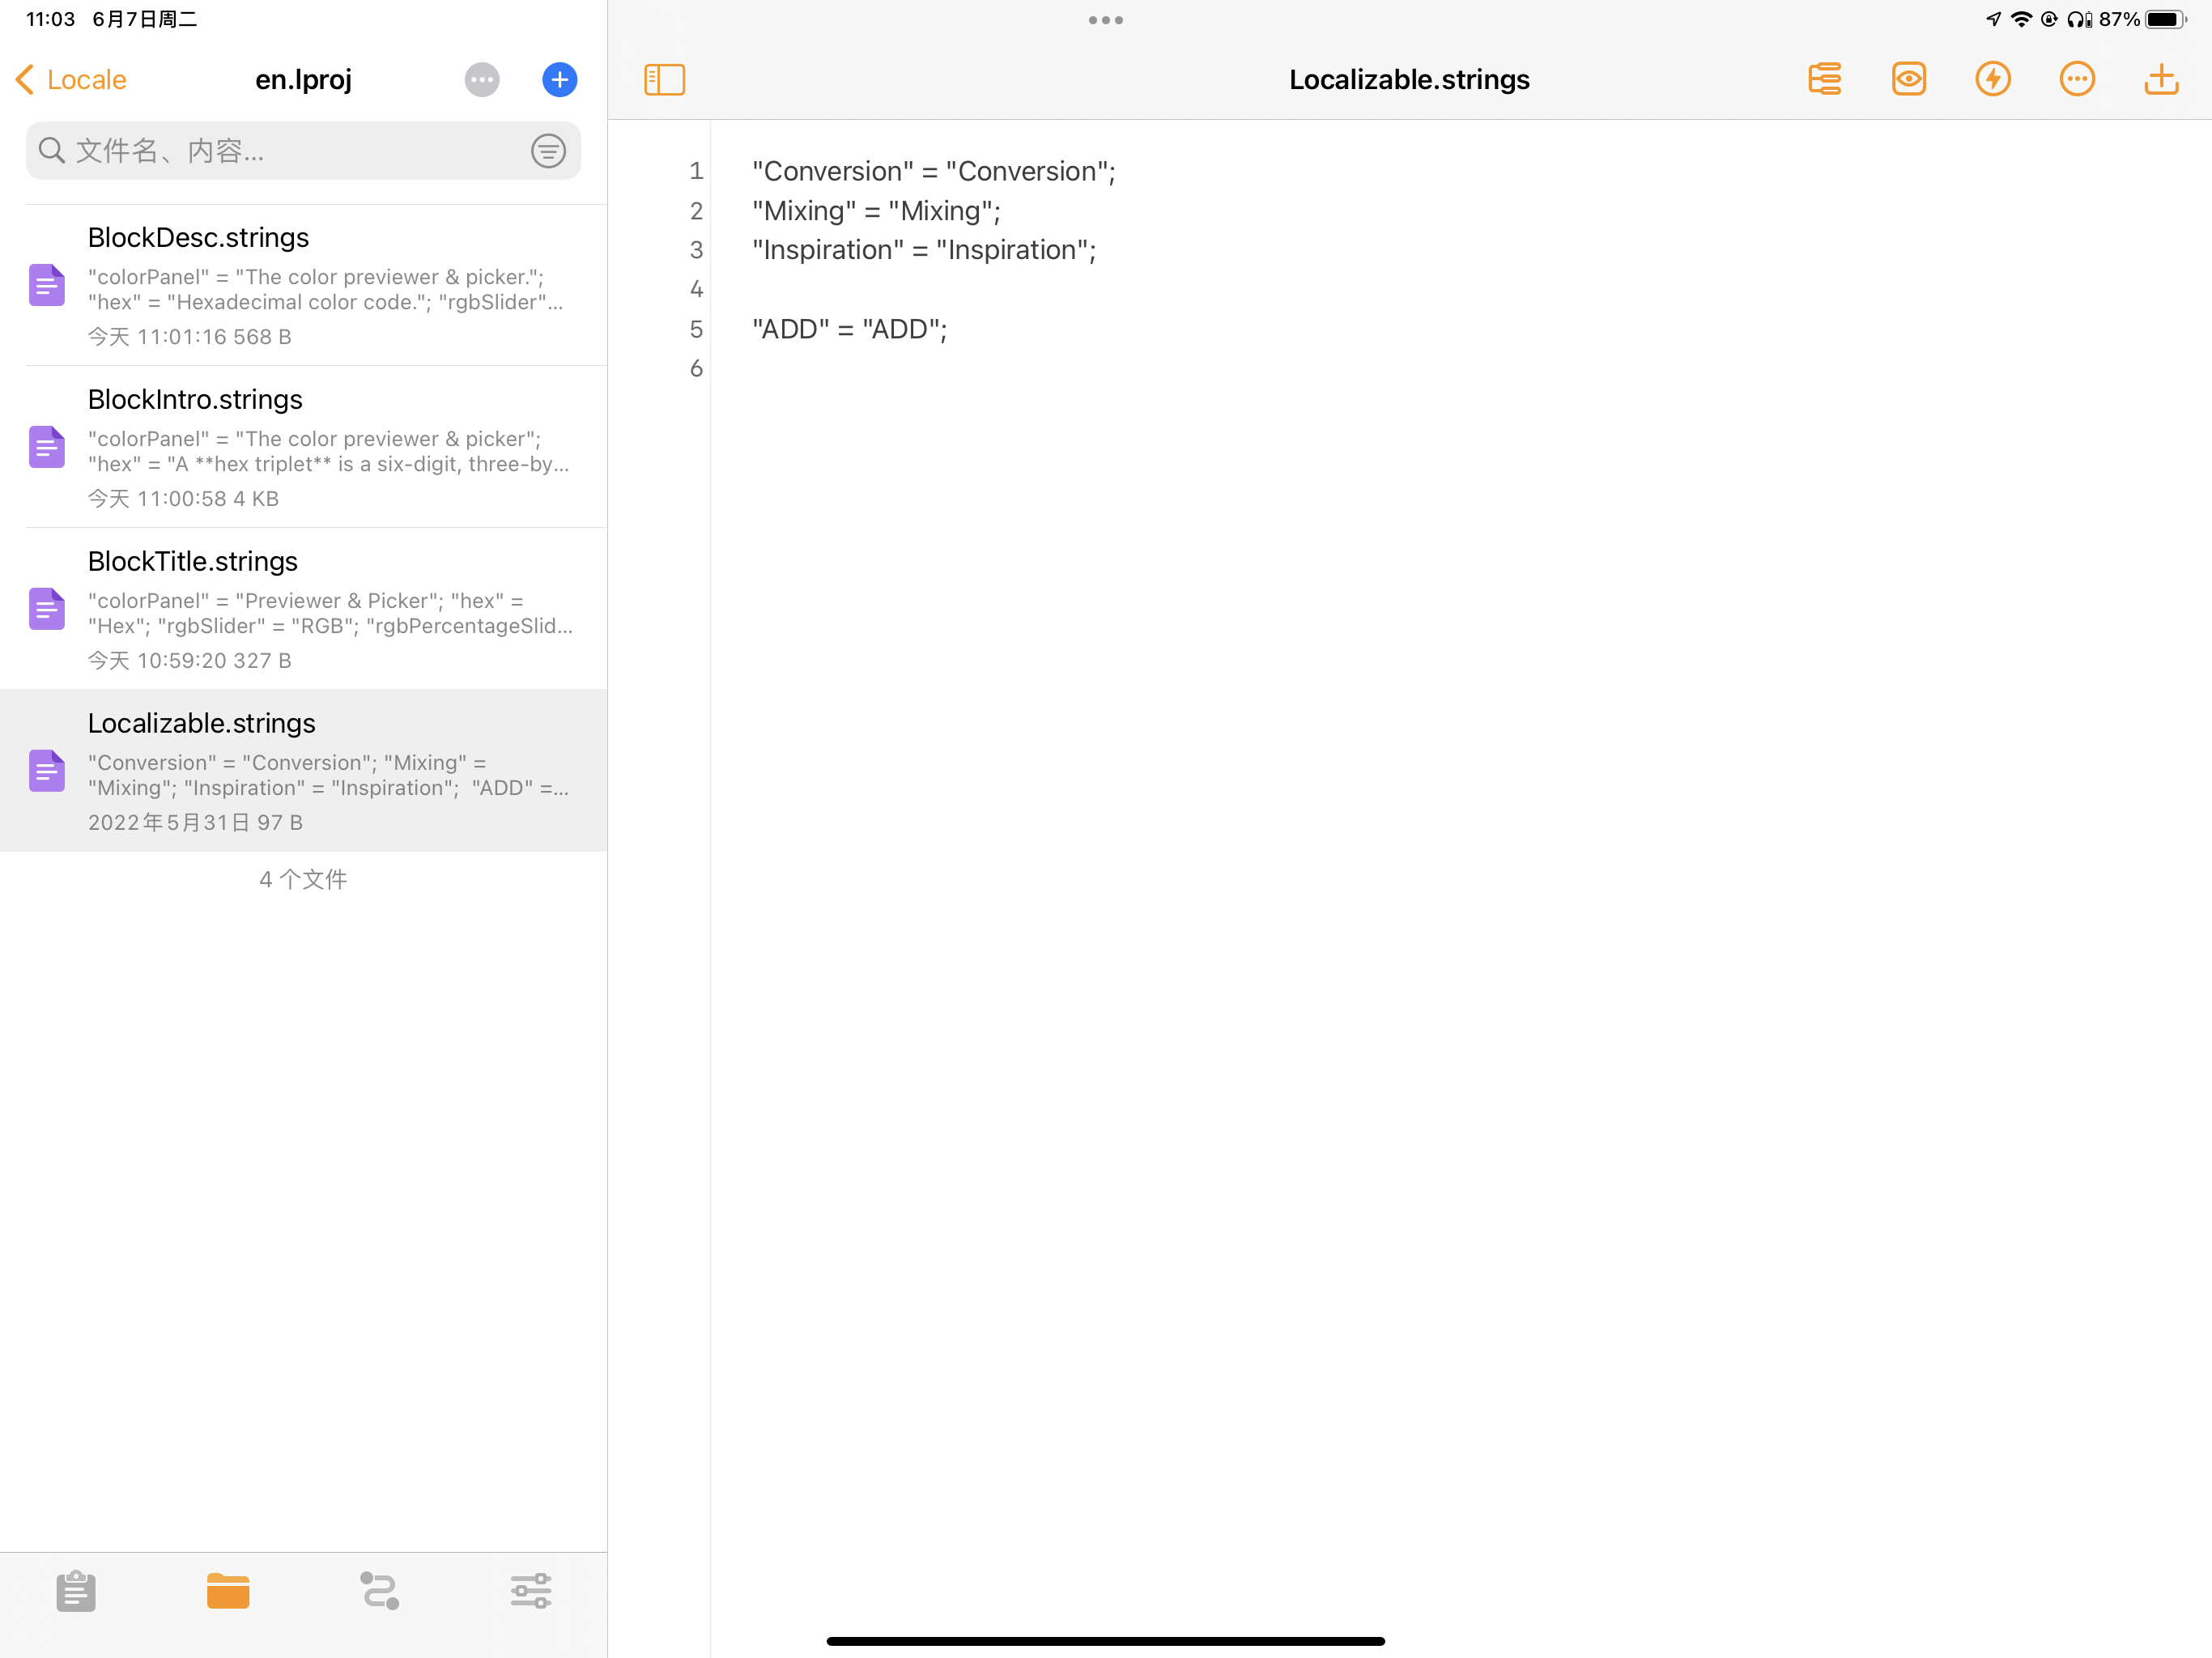 11:03 6月7日周二
87%
Locale
en.lproj
文件名、内容...
BlockDesc.strings
"colorPanel" = "The color previewer & picker.";
"hex" = "Hexadecimal color code."; "rgbSlider"...
今天 11:01:16 568 B
BlockIntro.strings
"colorPanel" = "The color previewer & picker";
"hex" = "A **hex triplet** is a six-digit, three-by...
今天 11:00:58 4 KB
BlockTitle.strings
"colorPanel" = "Previewer & Picker"; "hex" =
"Hex"; "rgbSlider" = "RGB"; "rgbPercentageSlid...
今天 10:59:20 327 B
Localizable.strings
"Conversion" = "Conversion"; "Mixing" =
"Mixing"; "Inspiration" = "Inspiration";  "ADD" =...
2022年5月31日 97 B
4 个文件
Localizable.strings
1 "Conversion" = "Conversion";
2 "Mixing" = "Mixing";
3 "Inspiration" = "Inspiration";
4
5 "ADD" = "ADD";
6